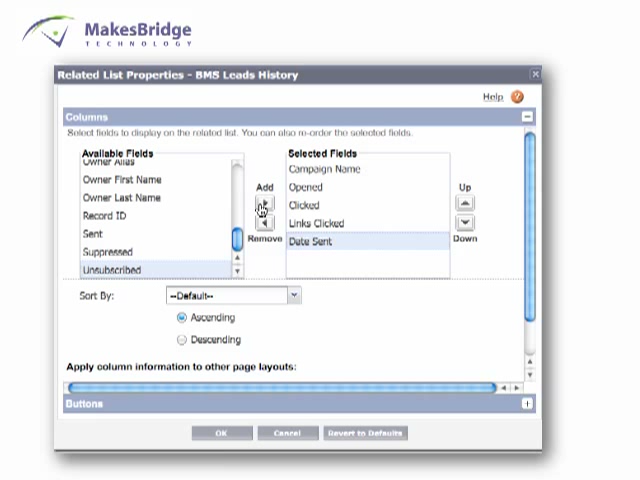 MakesBridge
TECHNOLOGY
Related List Properties - BMS Leads History
Help
Columns
Select fields to display on the related list. You can also re-order the selected fields.
Available Fields
Selected Fields
Owner Alias
Owner First Name
Owner Last Name
Record ID
Sent
Suppressed
Unsubscribed
Add
Remove
Campaign Name
Opened
Clicked
Links Clicked
Date Sent
Up
Down
Sort By:
--Default--
Ascending
Descending
Apply column information to other page layouts:
Buttons
OK
Cancel
Revert to Defaults